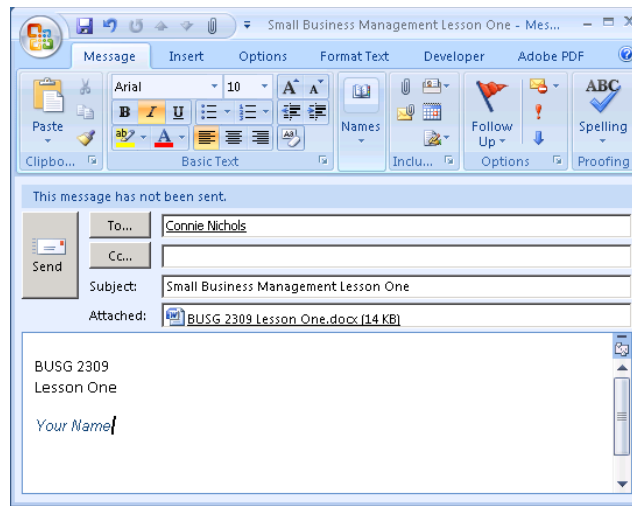 Small Business Management Lesson One - Mes...
Message Insert Options Format Text Developer Adobe PDF
Arial 10 A A
Paste
B I U
ab A
Names
Follow Up
ABC
Spelling
Clipbo... Basic Text Inclu... Options Proofing
This message has not been sent.
To... Connie Nichols
Cc...
Send
Subject: Small Business Management Lesson One
Attached: BUSG 2309 Lesson One.docx (14 KB)
BUSG 2309
Lesson One
Your Name